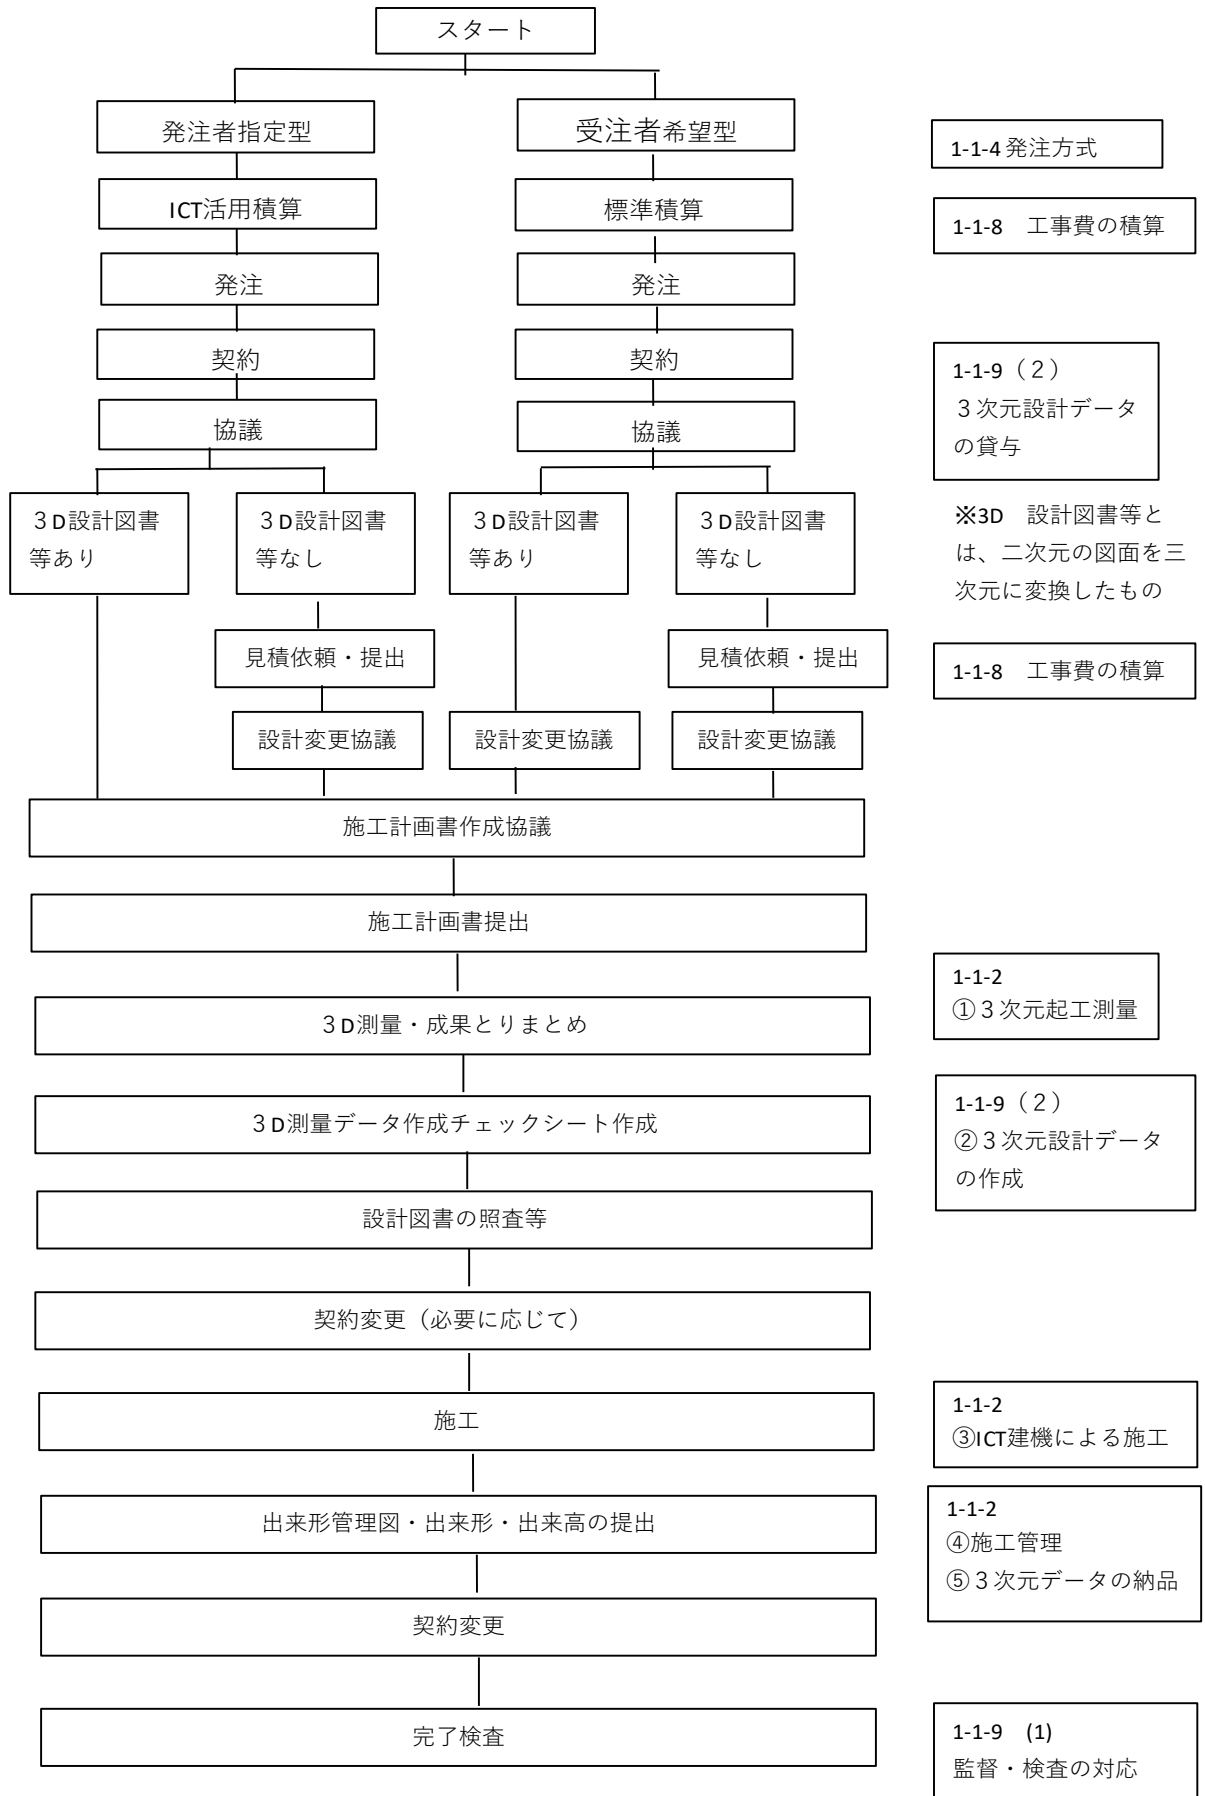 スタート
発注者指定型
受注者希望型
1-1-4発注方式
ICT活用積算
標準積算
1-1-8　工事費の積算
発注
発注
契約
契約
1-1-9（２）
３次元設計データ
の貸与
協議
協議
３D設計図書
等あり
３D設計図書
等なし
３D設計図書
等あり
３D設計図書
等なし
※3D　設計図書等と
は、二次元の図面を三
次元に変換したもの
見積依頼・提出
見積依頼・提出
1-1-8　工事費の積算
設計変更協議
設計変更協議
設計変更協議
施工計画書作成協議
施工計画書提出
1-1-2
①３次元起工測量
３D測量・成果とりまとめ
1-1-9（２）
②３次元設計データ
の作成
３D測量データ作成チェックシート作成
設計図書の照査等
契約変更（必要に応じて）
施工
1-1-2
③ICT建機による施工
出来形管理図・出来形・出来高の提出
1-1-2
④施工管理
⑤３次元データの納品
契約変更
完了検査
1-1-9　(1)
監督・検査の対応